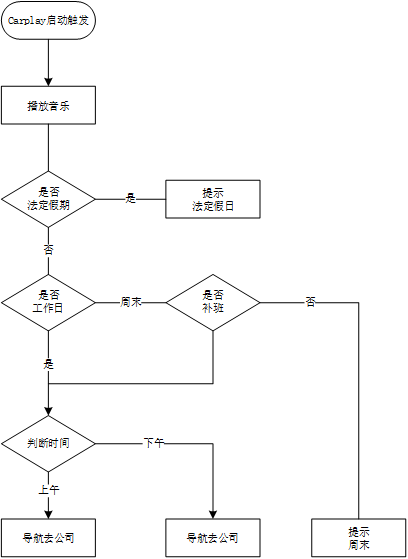 Carplay启动触发
播放音乐
是否
法定假期
是
提示
法定假日
否
是否
工作日
周末
是否
补班
否
是
判断时间
下午
上午
导航去公司
导航去公司
提示
周末